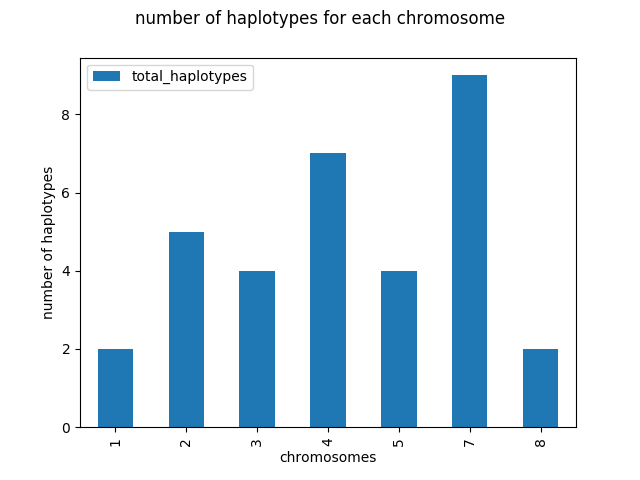 number of haplotypes for each chromosome
total_haplotypes
number of haplotypes
8
6
4
2
0
1 2 3 4 5 7 8
chromosomes